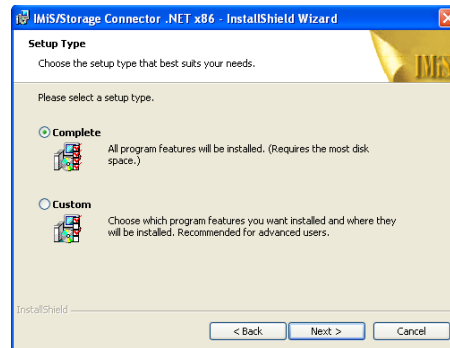 IMiS/Storage Connector .NET x86 - InstallShield Wizard
Setup Type
Choose the setup type that best suits your needs.
IMiS
Please select a setup type.
Complete
All program features will be installed. (Requires the most disk
space.)
Custom
Choose which program features you want installed and where they
will be installed. Recommended for advanced users.
InstallShield
< Back
Next >
Cancel